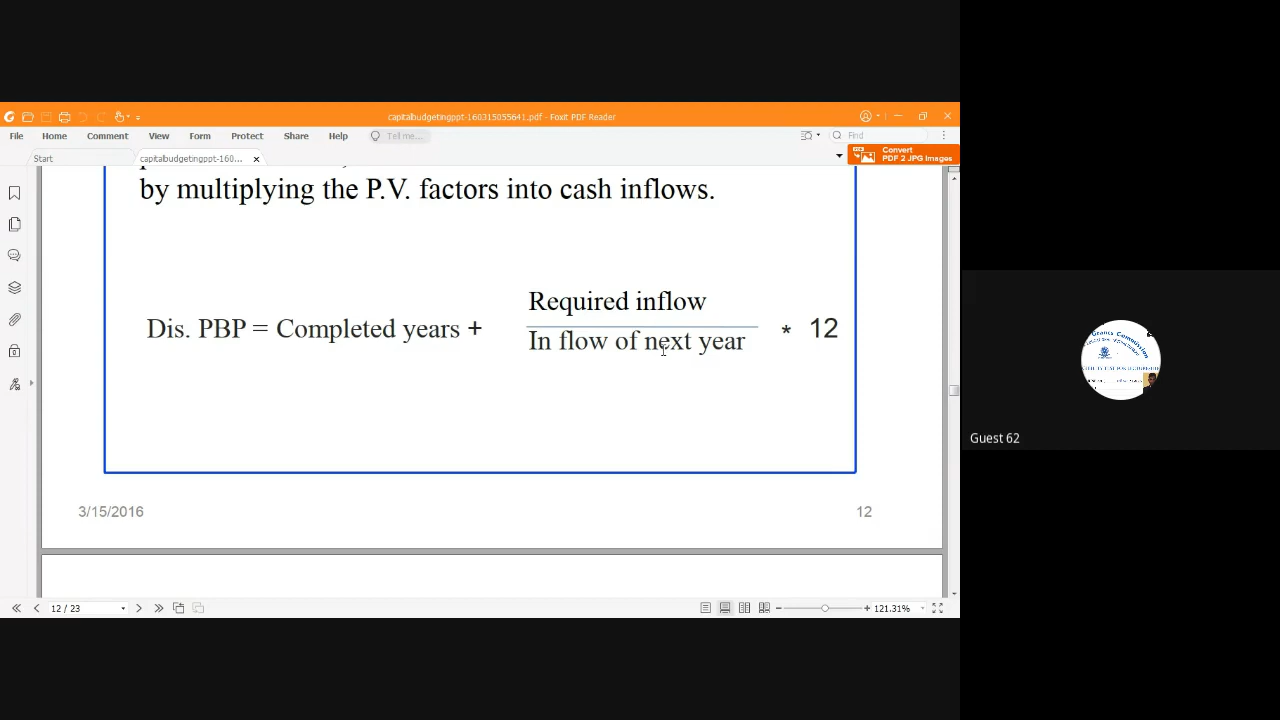 capitalbudgetingppt-160315055641.pdf - Foxit PDF Reader
File Home Comment View Form Protect Share Help Tell me... Find
Start capitalbudgetingppt-160... Convert
PDF 2 JPG Images
by multiplying the P.V. factors into cash inflows.
Required inflow
Dis. PBP = Completed years + * 12
In flow of next year
3/15/2016 12
Guest 62
12 / 23 121.31%